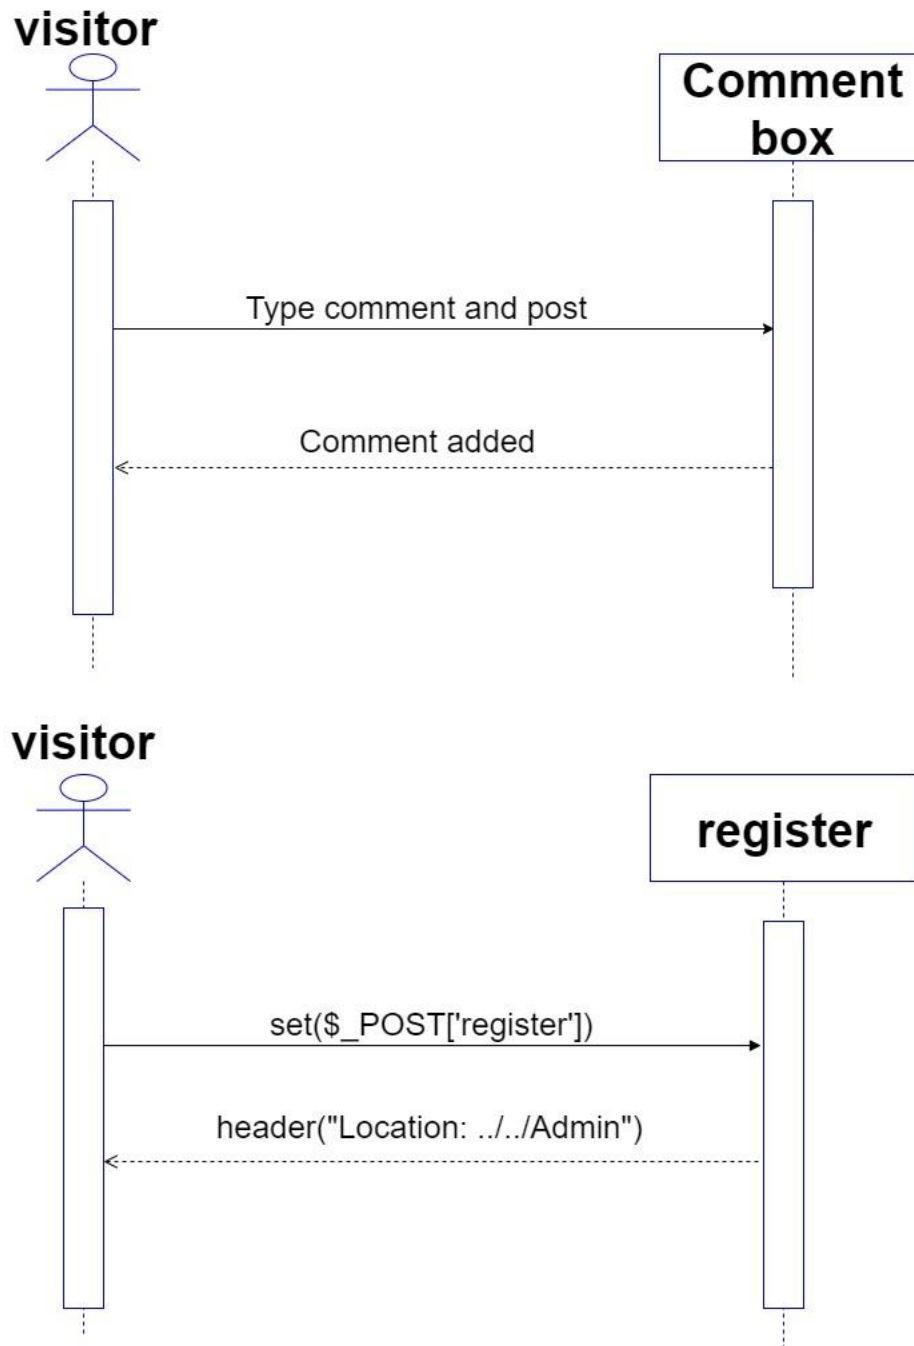 visitor
Comment
box
Type comment and post
Comment added
visitor
register
set($_POST['register'])
header("Location: ../../Admin")